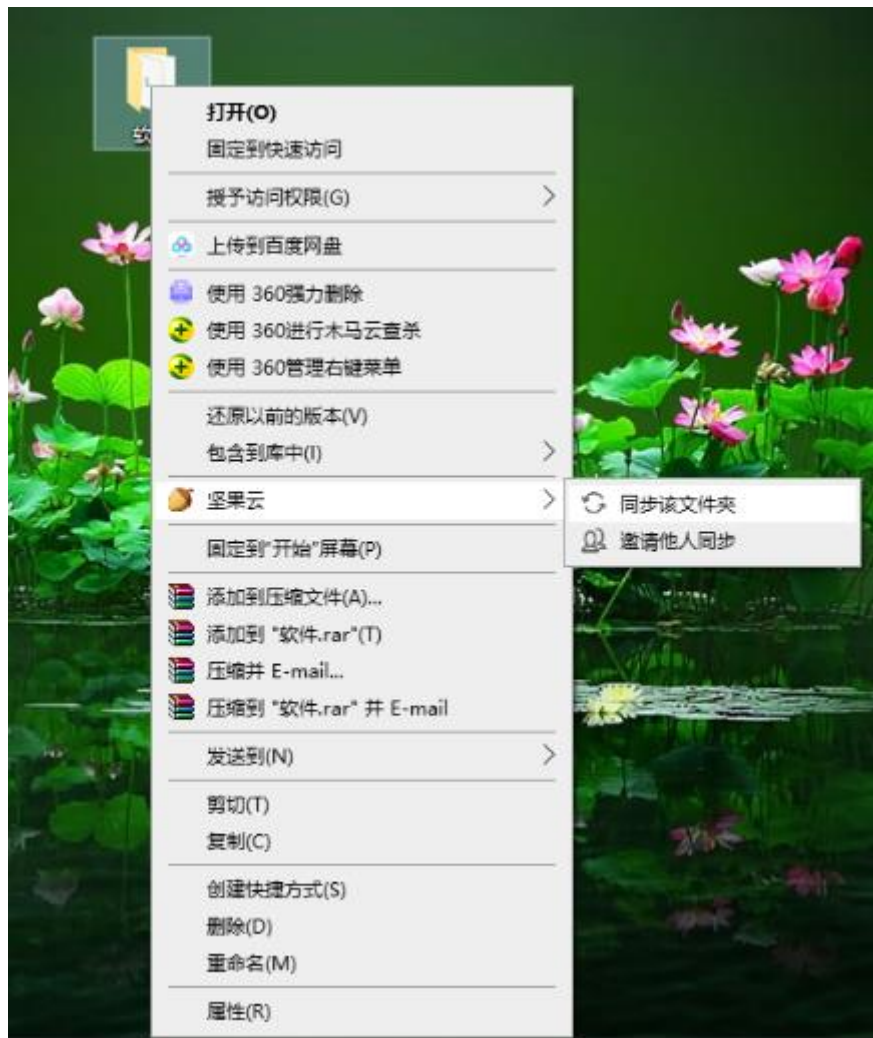 软
打开(O)
固定到快速访问
授予访问权限(G)
上传到百度网盘
使用 360强力删除
使用 360进行木马云查杀
使用 360管理右键菜单
还原以前的版本(V)
包含到库中(I)
坚果云
同步该文件夹
邀请他人同步
固定到"开始"屏幕(P)
添加到压缩文件(A)...
添加到 "软件.rar"(T)
压缩并 E-mail...
压缩到 "软件.rar" 并 E-mail
发送到(N)
剪切(T)
复制(C)
创建快捷方式(S)
删除(D)
重命名(M)
属性(R)